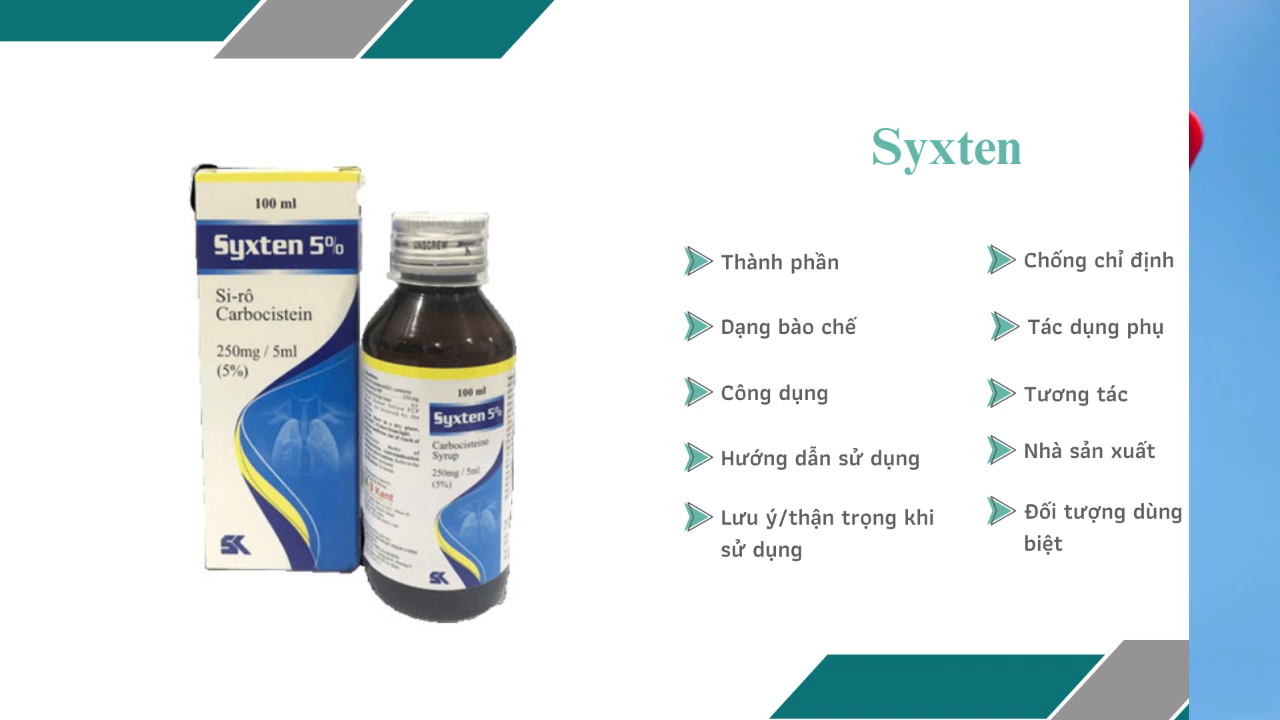 100 ml
Syxten 5%
Si-rô
Carbocistein
250mg / 5ml
(5%)
SK
UNSCREW
100 ml
Syxten 5%
Carbocisteine
Syrup
250mg / 5ml
(5%)
Kant
SK
Syxten
Thành phần
Dạng bào chế
Công dụng
Hướng dẫn sử dụng
Lưu ý/thận trọng khi
sử dụng
Chống chỉ định
Tác dụng phụ
Tương tác
Nhà sản xuất
Đối tượng dùng
biệt